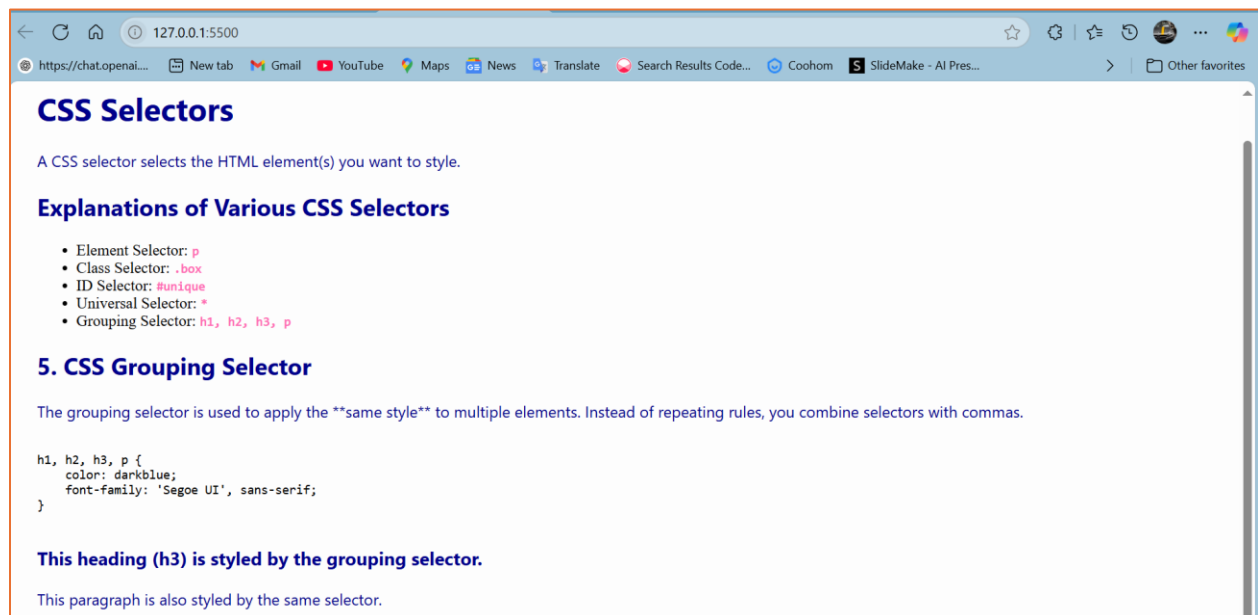 127.0.0.1:5500
https://chat.openai.... New tab Gmail YouTube Maps News Translate Search Results Code... Coohom SlideMake - AI Pres... Other favorites
CSS Selectors
A CSS selector selects the HTML element(s) you want to style.
Explanations of Various CSS Selectors
• Element Selector: p
• Class Selector: .box
• ID Selector: #unique
• Universal Selector: *
• Grouping Selector: h1, h2, h3, p
5. CSS Grouping Selector
The grouping selector is used to apply the **same style** to multiple elements. Instead of repeating rules, you combine selectors with commas.
h1, h2, h3, p {
    color: darkblue;
    font-family: 'Segoe UI', sans-serif;
}
This heading (h3) is styled by the grouping selector.
This paragraph is also styled by the same selector.